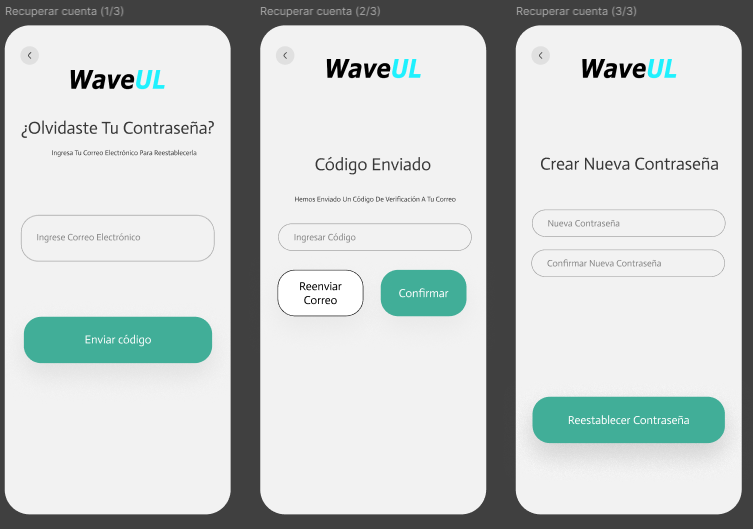 Recuperar cuenta (1/3)
WaveUL
¿Olvidaste Tu Contraseña?
Ingresa Tu Correo Electrónico Para Reestablecerla
Ingrese Correo Electrónico
Enviar código
Recuperar cuenta (2/3)
WaveUL
Código Enviado
Hemos Enviado Un Código De Verificación A Tu Correo
Ingresar Código
Reenviar
Correo
Confirmar
Recuperar cuenta (3/3)
WaveUL
Crear Nueva Contraseña
Nueva Contraseña
Confirmar Nueva Contraseña
Reestablecer Contraseña